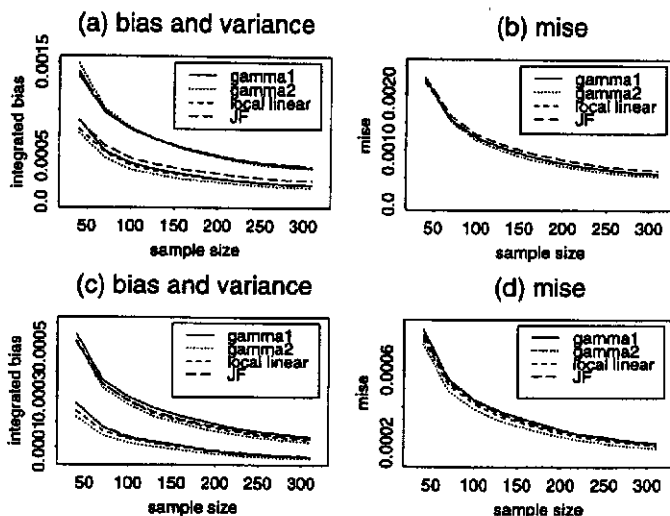 (a) bias and variance
integrated bias
0.0 0.0005 0.0015
gamma1
gamma2
local linear
JF
50 100 150 200 250 300
sample size
(b) mise
mise
0.0 0.0010 0.0020
gamma1
gamma2
local linear
JF
50 100 150 200 250 300
sample size
(c) bias and variance
integrated bias
0.0001 0.0003 0.0005
gamma1
gamma2
local linear
JF
50 100 150 200 250 300
sample size
(d) mise
mise
0.0002 0.0006
gamma1
gamma2
local linear
JF
50 100 150 200 250 300
sample size